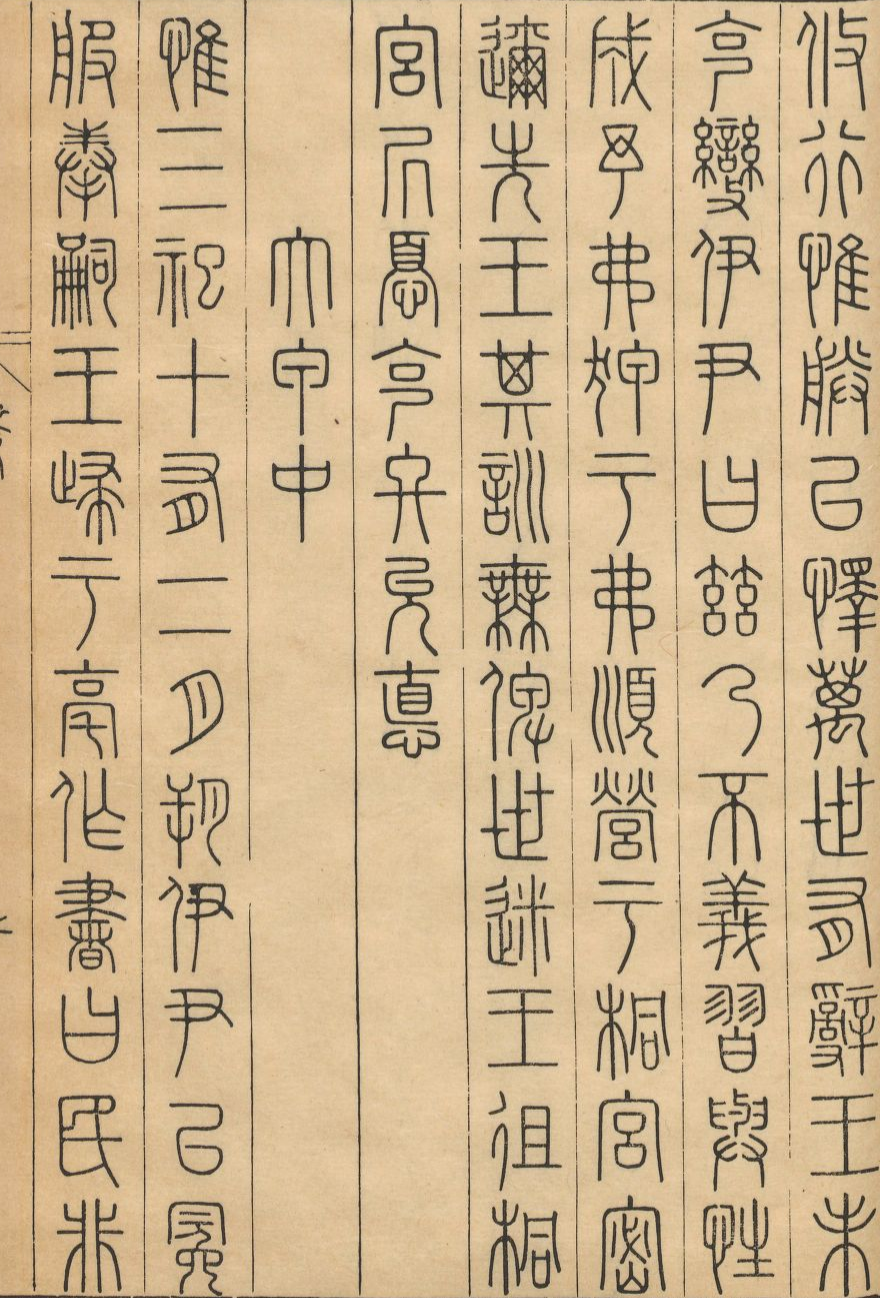 攸行惟朕以懌萬世有辭王未
克變伊尹曰茲乃不義習與性
成予弗狎于弗順營于桐宮密
邇先王其訓無俾世迷王徂桐
宮居憂克終允德
太甲中
惟三祀十有二月朔伊尹以冕
服奉嗣王歸于亳作書曰民非